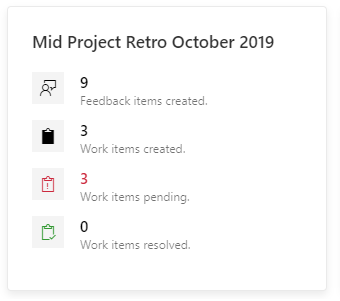 Mid Project Retro October 2019
9
Feedback items created.
3
Work items created.
3
Work items pending.
0
Work items resolved.